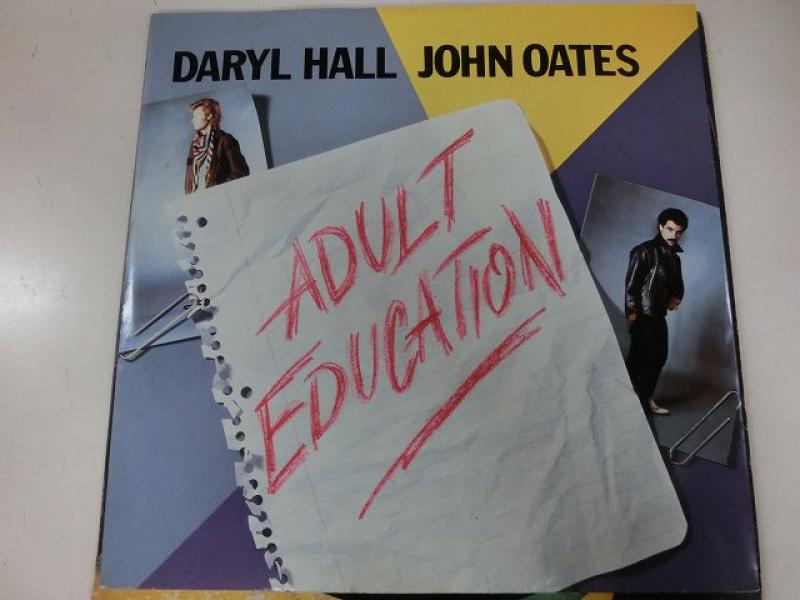 DARYL HALL JOHN OATES
ADULT
EDUCATION